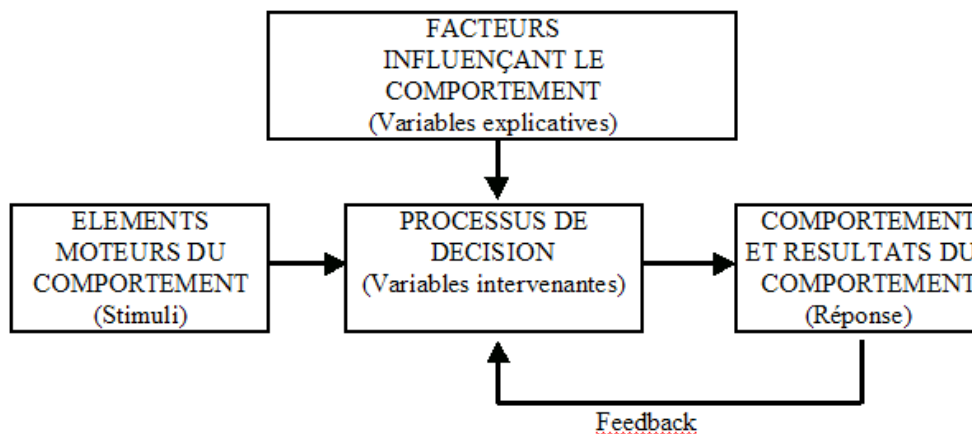 FACTEURS
INFLUENÇANT LE
COMPORTEMENT
(Variables explicatives)
ELEMENTS
MOTEURS DU
COMPORTEMENT
(Stimuli)
PROCESSUS DE
DECISION
(Variables intervenantes)
COMPORTEMENT
ET RESULTATS DU
COMPORTEMENT
(Réponse)
Feedback